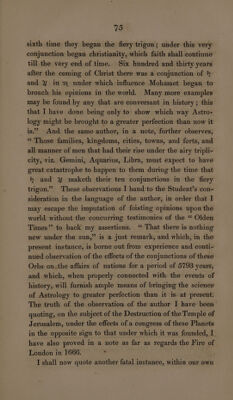 75
sixth time they began the fiery trigon; under this very
conjunction began christianity, which faith shall continue
till the very end of time. Six hundred and thirty years
after the coming of Christ there was a conjunction of ♄
and ♃ in ♏ under which influence Mohamet began to
broach his opinions in the world. Many more examples
may be found by any that are conversant in history; this
that I have done being only to show which way Astro-
logy might be brought to a greater perfection than now it
is." And the same author, in a note, further observes,
"Those families, kingdoms, cities, towns, and forts, and
all manner of men that had their rise under the airy tripli-
city, viz. Gemini, Aquarius, Libra, must expect to have
great catastrophe to happen to them during the time that
♄ and ♃ maketh their ten conjunctions in the fiery
trigon." These observations I hand to the Student's con-
sideration in the language of the author, in order that I
may escape the imputation of foisting opinions upon the
world without the concurring testimonies of the "Olden
Times" to back my assertions. "That there is nothing
new under the sun," is a just remark, and which, in the
present instance, is borne out from experience and conti-
nued observation of the effects of the conjunctions of these
Orbs on the affairs of nations for a period of 5793 years,
and which, when properly connected with the events of
history, will furnish ample means of bringing the science
of Astrology to greater perfection than it is at present.
The truth of the observation of the author I have been
quoting, on the subject of the Destruction of the Temple of
Jerusalem, under the effects of a congress of these Planets
in the opposite sign to that under which it was founded, I
have also proved in a note as far as regards the Fire of
London in 1666.
I shall now quote another fatal instance, within our own